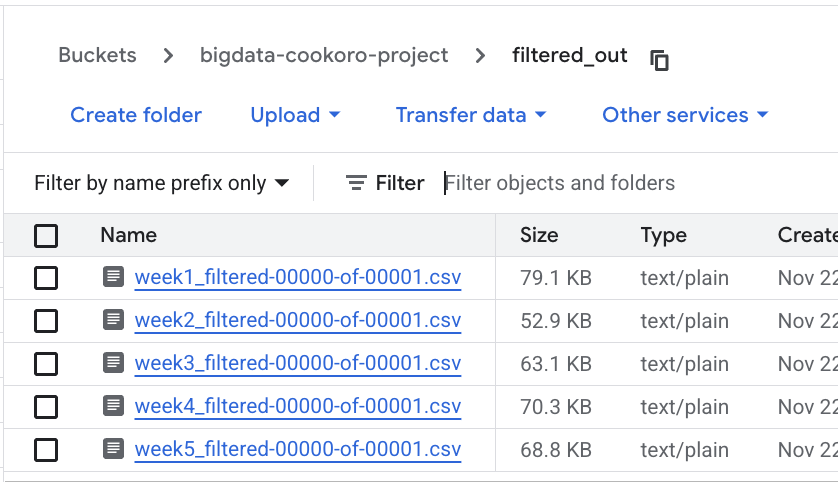 Buckets > bigdata-cookoro-project > filtered_out
Create folder Upload Transfer data Other services
Filter by name prefix only Filter Filter objects and folders
Name Size Type Create
week1_filtered-00000-of-00001.csv 79.1 KB text/plain Nov 22
week2_filtered-00000-of-00001.csv 52.9 KB text/plain Nov 22
week3_filtered-00000-of-00001.csv 63.1 KB text/plain Nov 22
week4_filtered-00000-of-00001.csv 70.3 KB text/plain Nov 22
week5_filtered-00000-of-00001.csv 68.8 KB text/plain Nov 22